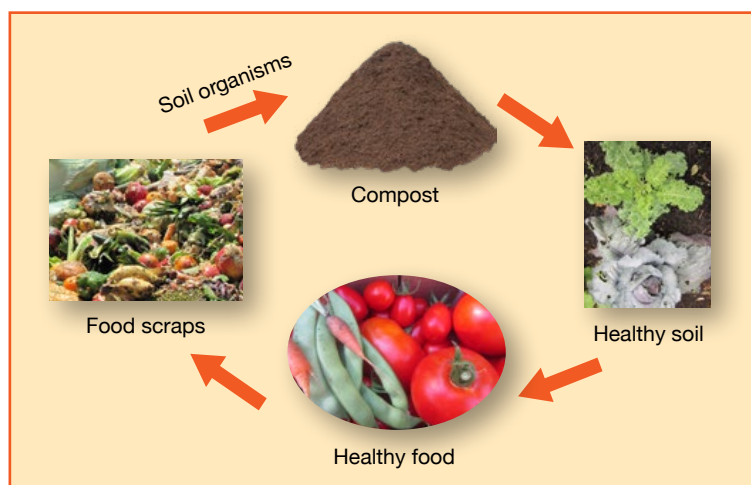 Soil organisms
Compost
Healthy soil
Healthy food
Food scraps